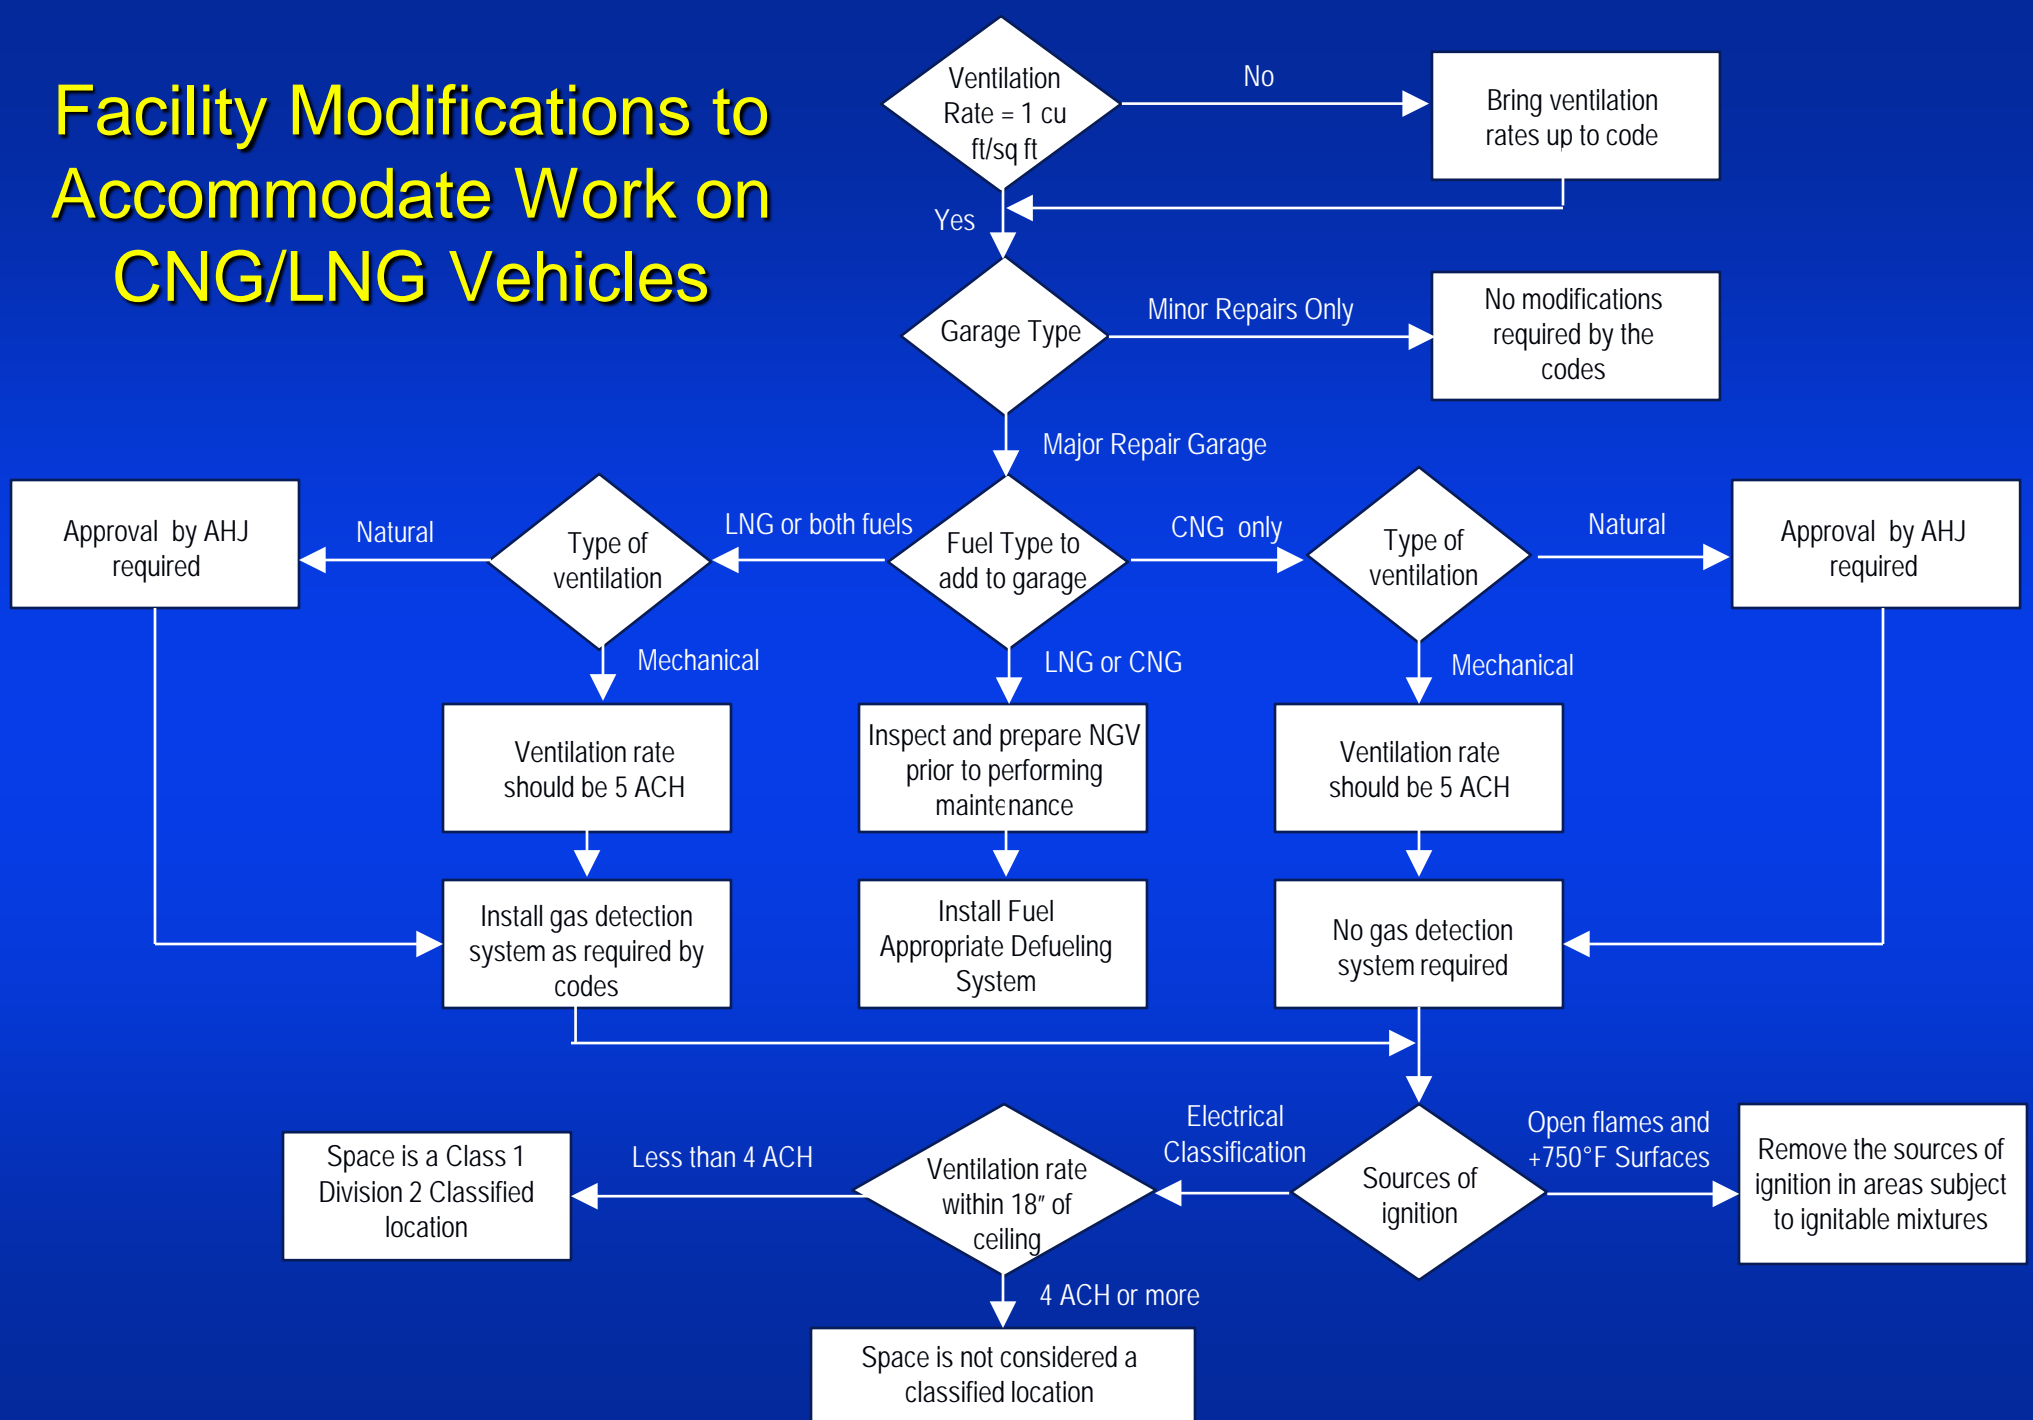 Facility Modifications to
Accommodate Work on
CNG/LNG Vehicles
Ventilation
Rate = 1 cu
ft/sq ft
No
Bring ventilation
rates up to code
Yes
Garage Type
Minor Repairs Only
No modifications
required by the
codes
Major Repair Garage
Approval by AHJ
required
Natural
Type of
ventilation
LNG or both fuels
Fuel Type to
add to garage
CNG only
Type of
ventilation
Natural
Approval by AHJ
required
Mechanical
LNG or CNG
Mechanical
Ventilation rate
should be 5 ACH
Inspect and prepare NGV
prior to performing
maintenance
Ventilation rate
should be 5 ACH
Install gas detection
system as required by
codes
Install Fuel
Appropriate Defueling
System
No gas detection
system required
Space is a Class 1
Division 2 Classified
location
Less than 4 ACH
Ventilation rate
within 18" of
ceiling
Electrical
Classification
Sources of
ignition
Open flames and
+750°F Surfaces
Remove the sources of
ignition in areas subject
to ignitable mixtures
4 ACH or more
Space is not considered a
classified location